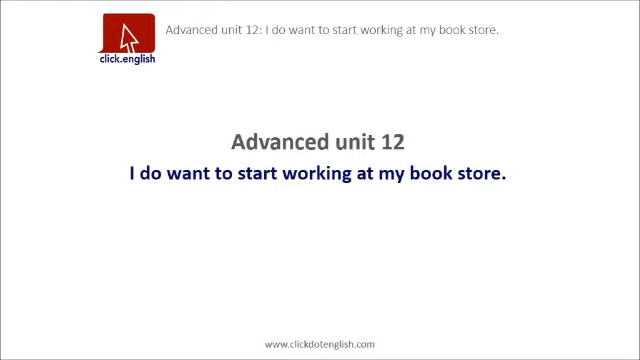 Advanced unit 12: I do want to start working at my book store.
click.english
Advanced unit 12
I do want to start working at my book store.
www.clickdotenglish.com